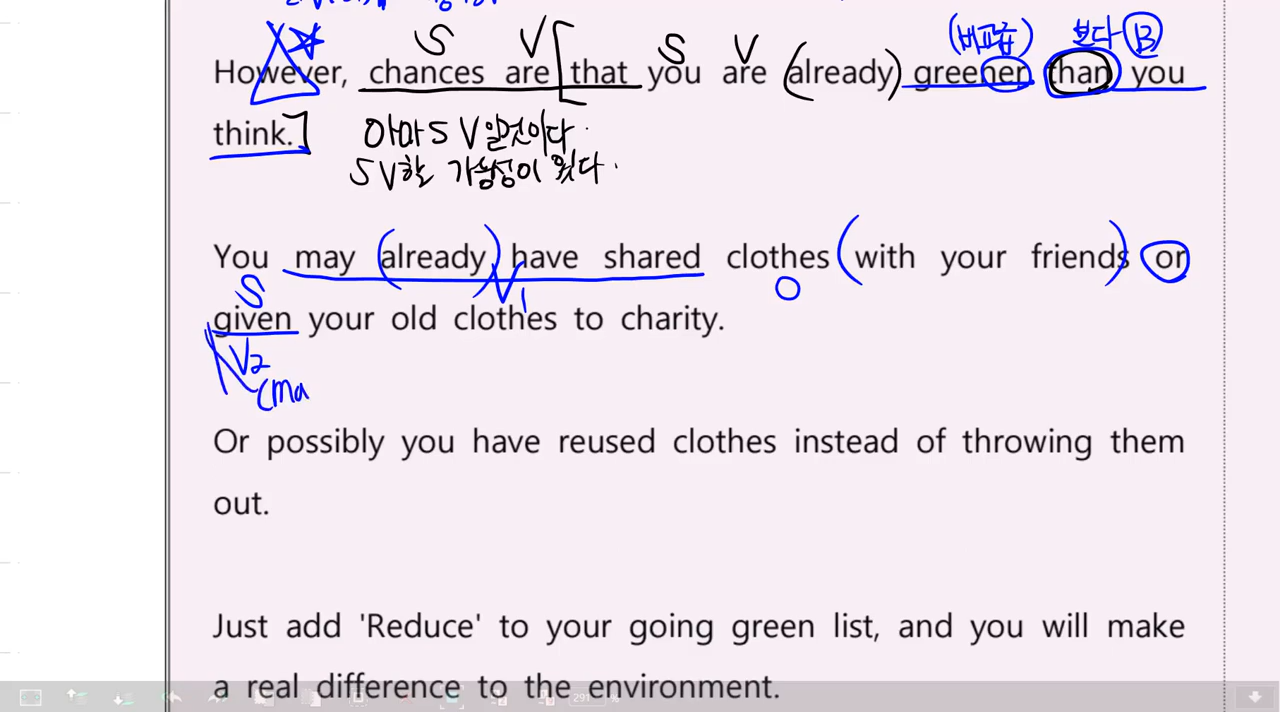 S V S V (비교급) 보다 B
However, chances are that you are already greener than you
think. 아마 S V 일것이다.
S V 할 가능성이 있다.
You may already have shared clothes with your friends or
S V1 O
given your old clothes to charity.
V2
(ma
Or possibly you have reused clothes instead of throwing them
out.
Just add 'Reduce' to your going green list, and you will make
a real difference to the environment.